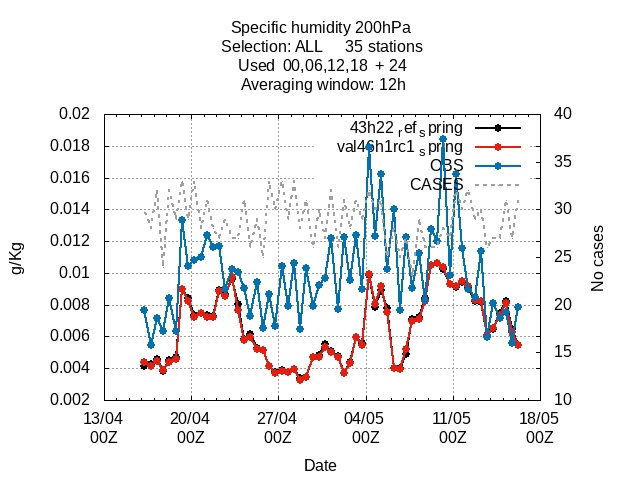 Specific humidity 200hPa
Selection: ALL 35 stations
Used 00,06,12,18 + 24
Averaging window: 12h
0.02
0.018
0.016
0.014
0.012
0.01
0.008
0.006
0.004
0.002
g/Kg
43h22_ref_spring
val46h1rc1_spring
OBS
CASES
40
35
30
25
20
15
10
No cases
13/04 20/04 27/04 04/05 11/05 18/05
00Z 00Z 00Z 00Z 00Z 00Z
Date